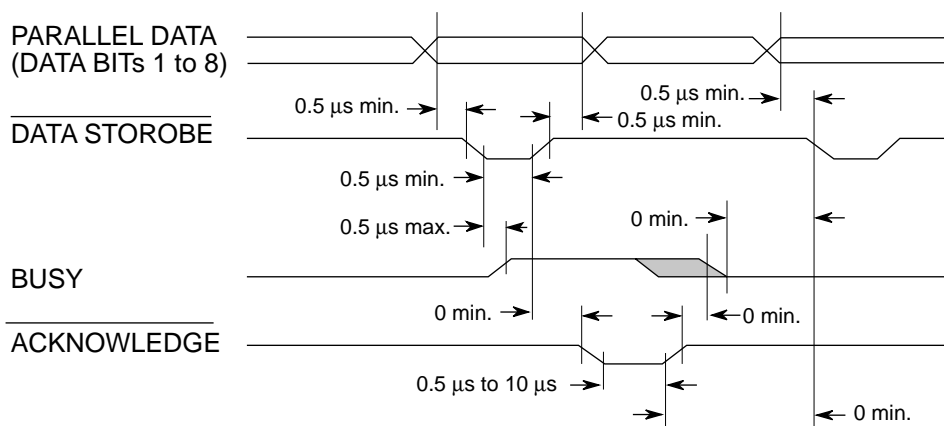 PARALLEL DATA
(DATA BITs 1 to 8)
0.5 μs min.
0.5 μs min.
0.5 μs min.
DATA STOROBE
0.5 μs min.
0 min.
0.5 μs max.
BUSY
0 min.
0 min.
ACKNOWLEDGE
0.5 μs to 10 μs
0 min.